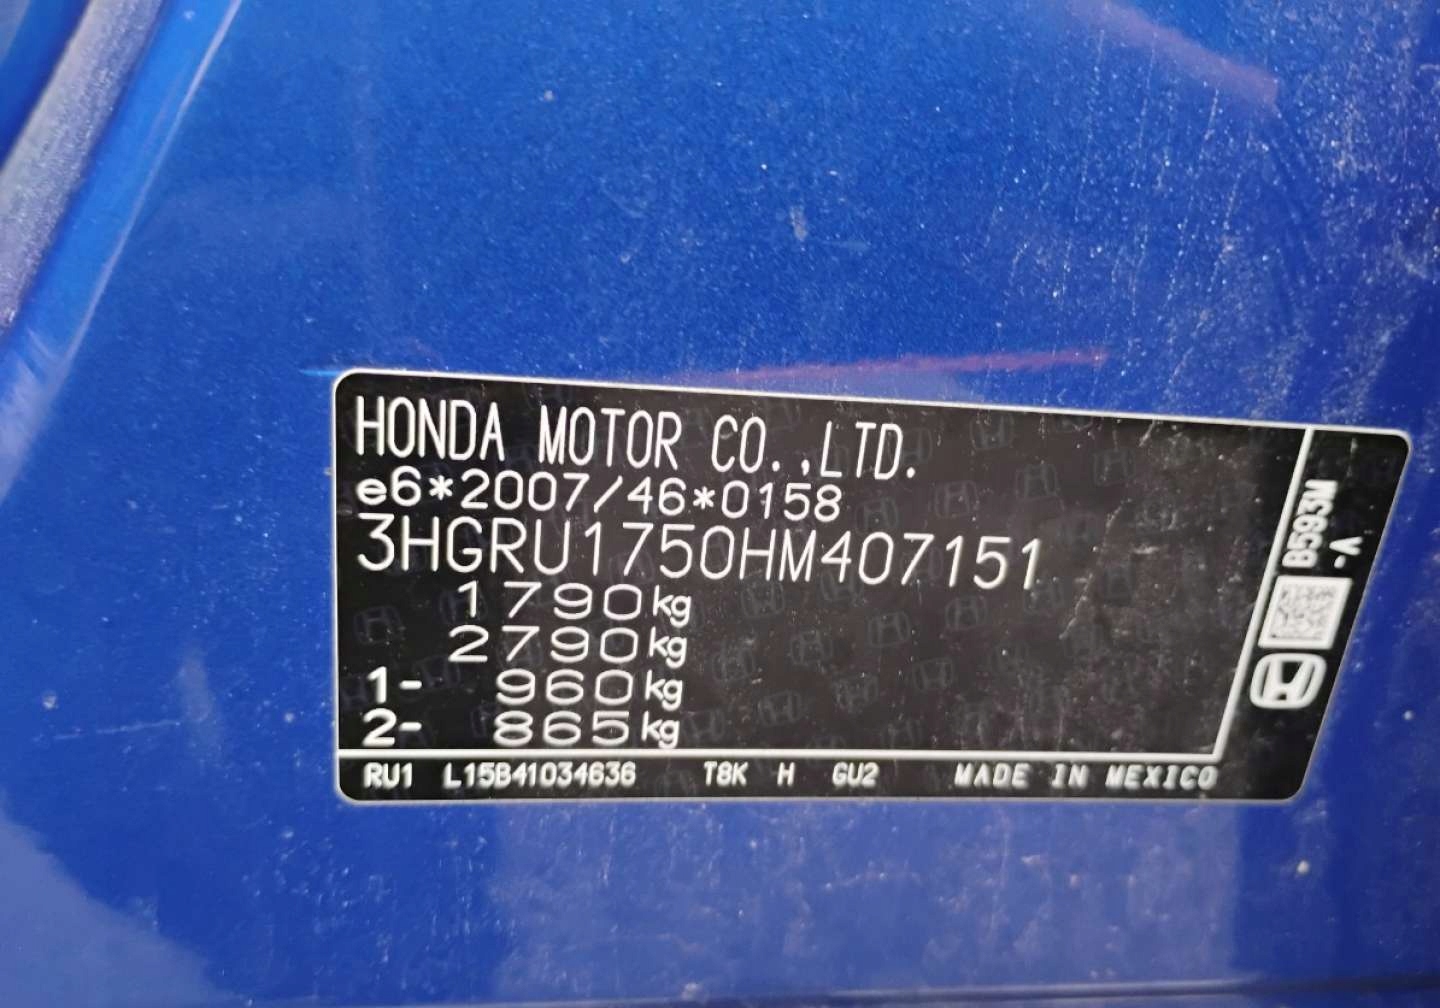 HONDA MOTOR CO.,LTD.
e6*2007/46*0158
3HGRU1750HM407151
1790kg
2790kg
1- 960kg
2- 865kg
RU1 L15B41034636 T8K H GU2 MADE IN MEXICO
B593M -V-